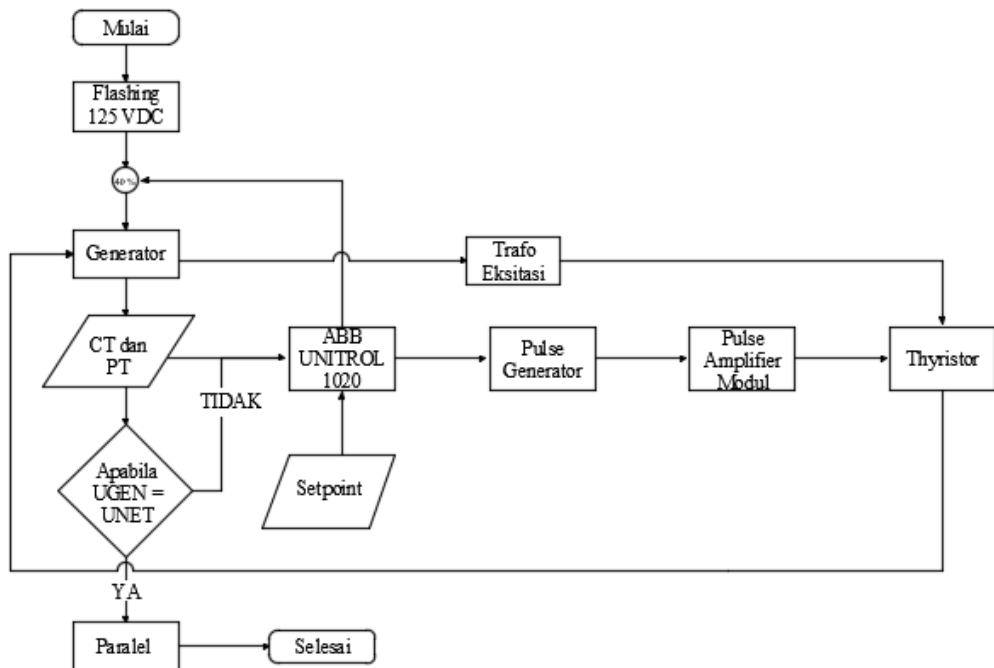 Mulai
Flashing
125 VDC
40%
Generator
Trafo
Eksitasi
CT dan
PT
ABB
UNITROL
1020
Pulse
Generator
Pulse
Amplifier
Modul
Thyristor
TIDAK
Apabila
UGEN =
UNET
Setpoint
YA
Paralel
Selesai